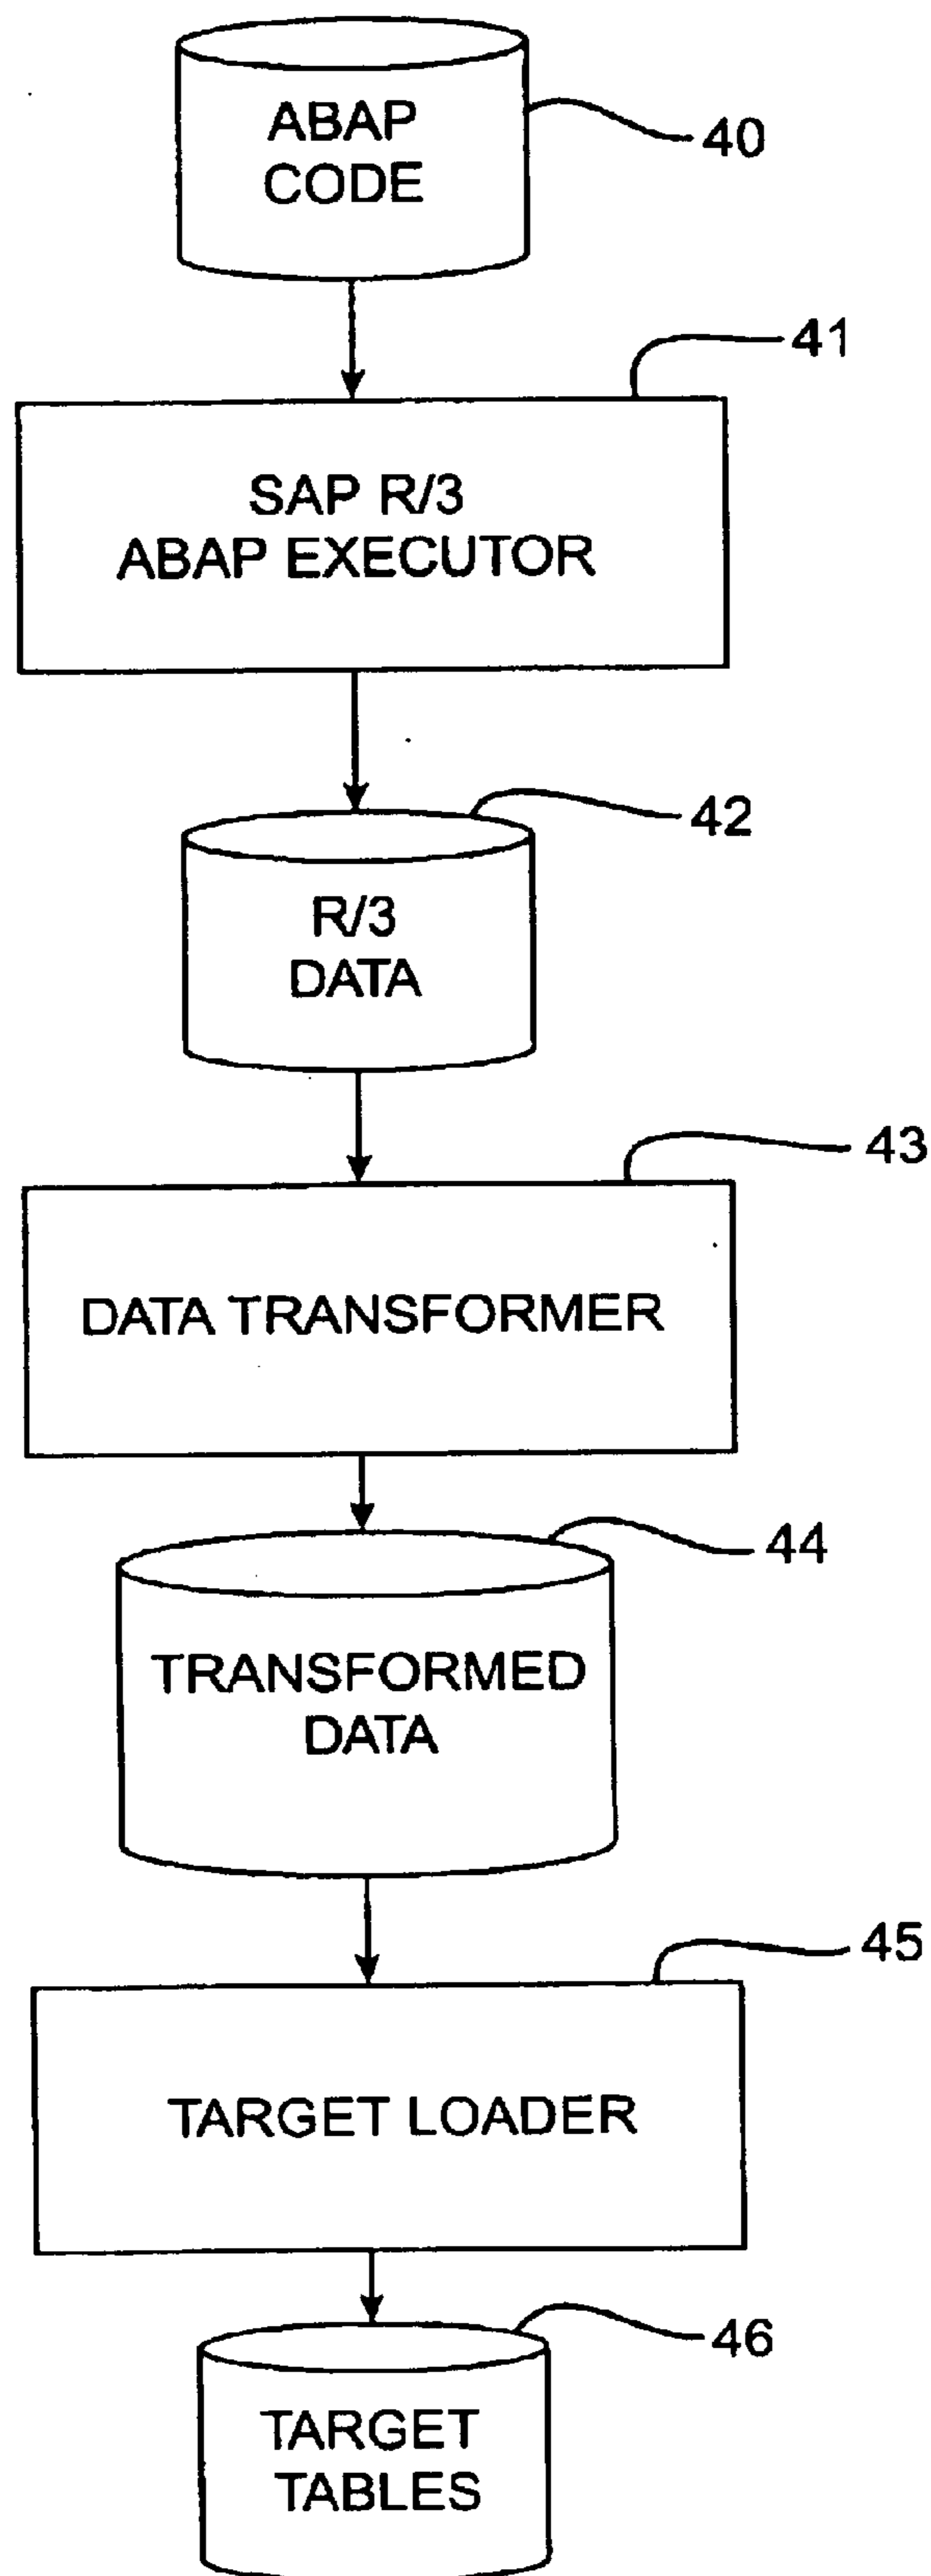 ABAP
CODE
40
41
SAP R/3
ABAP EXECUTOR
42
R/3
DATA
43
DATA TRANSFORMER
44
TRANSFORMED
DATA
45
TARGET LOADER
46
TARGET
TABLES